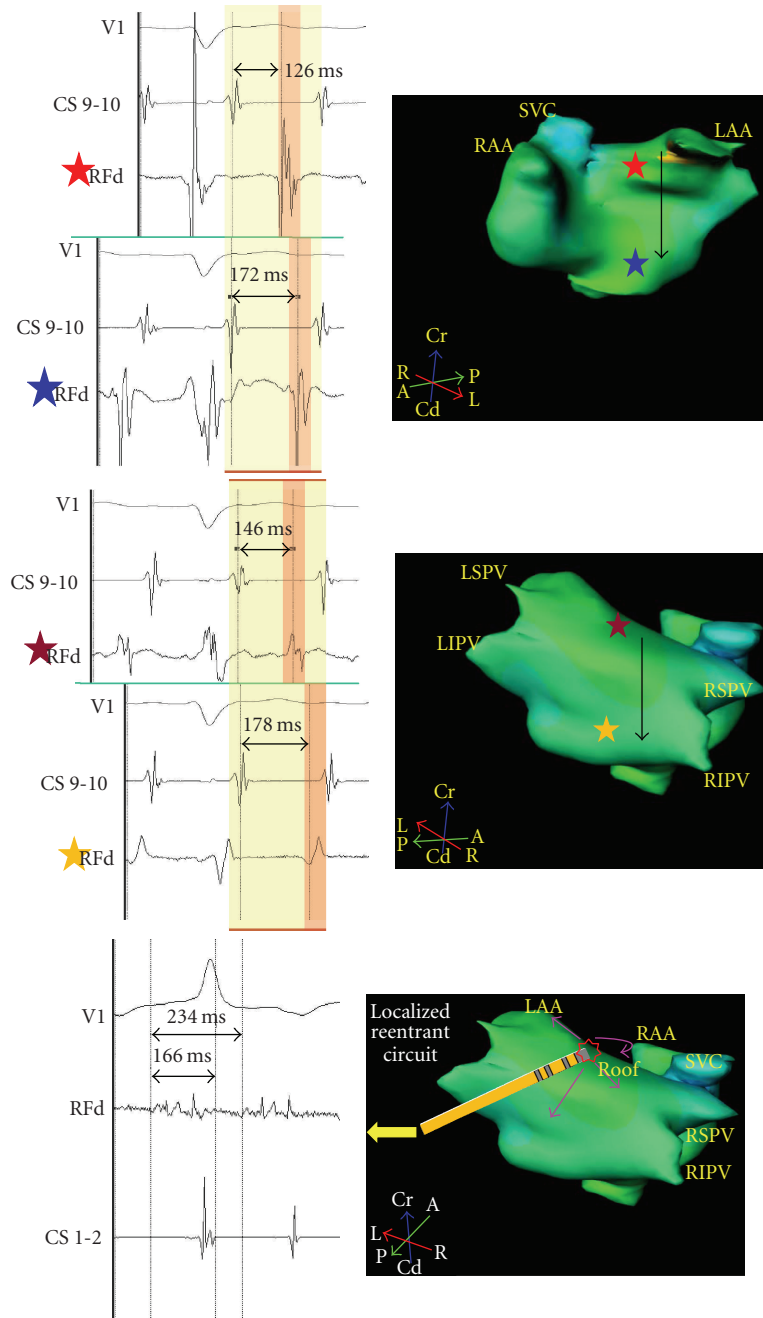 V1
126 ms
CS 9-10
RFd
V1
172 ms
CS 9-10
RFd
SVC
RAA
LAA
Cr
R
P
A
L
Cd
V1
146 ms
CS 9-10
RFd
V1
178 ms
CS 9-10
RFd
LSPV
LIPV
RSPV
RIPV
Cr
L
A
P
R
Cd
V1
234 ms
166 ms
RFd
CS 1-2
Localized
reentrant
circuit
LAA
RAA
SVC
Roof
RSPV
RIPV
Cr
A
L
R
P
Cd